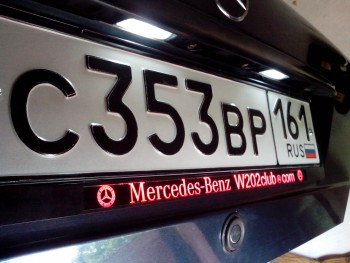 С353ВР 161
RUS
Mercedes-Benz W202club.com